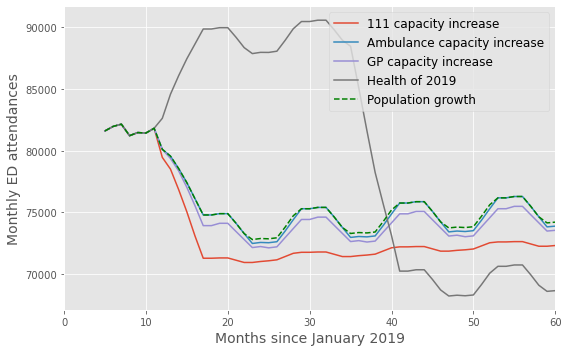 111 capacity increase
Ambulance capacity increase
GP capacity increase
Health of 2019
Population growth
Monthly ED attendances
90000
85000
80000
75000
70000
0 10 20 30 40 50 60
Months since January 2019